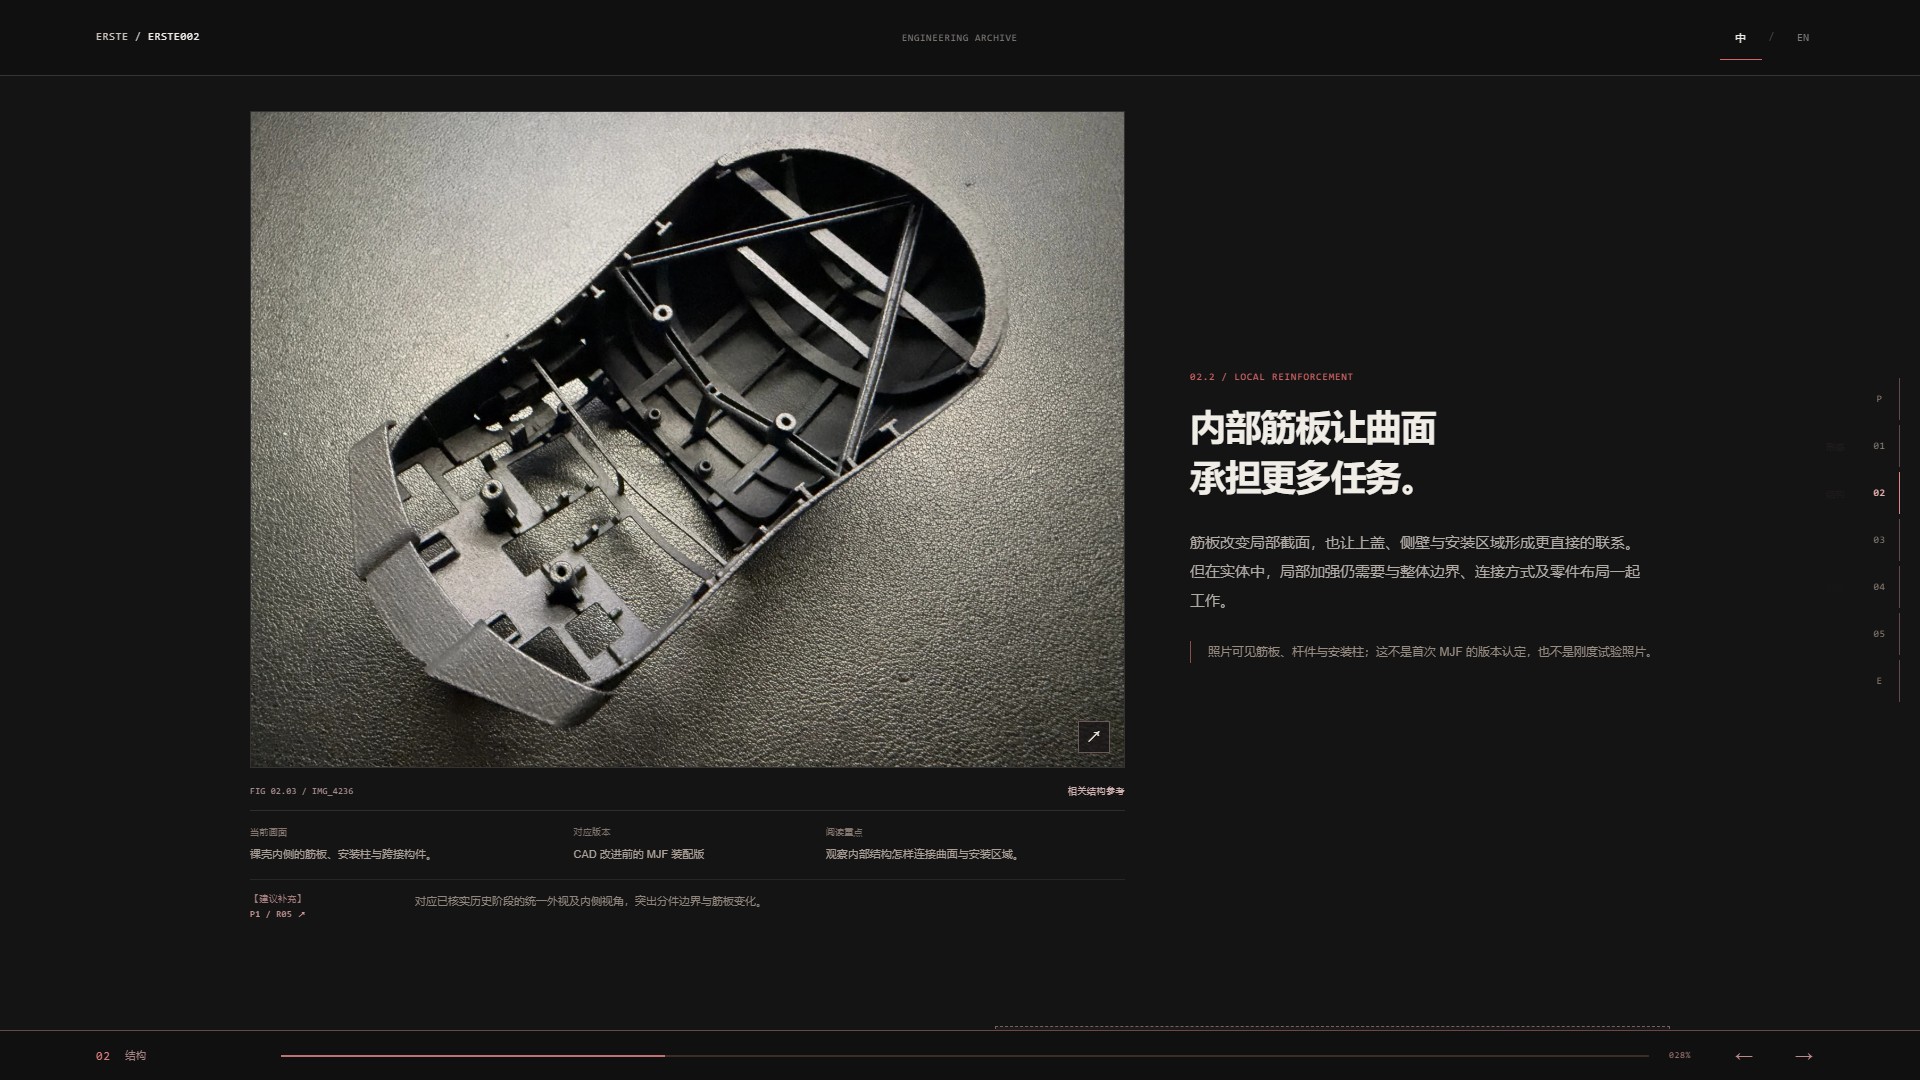 ERSTE / ERSTE002
ENGINEERING ARCHIVE
中 / EN
02.2 / LOCAL REINFORCEMENT
内部筋板让曲面
承担更多任务。
筋板改变局部截面，也让上盖、侧壁与安装区域形成更直接的联系。
但在实体中，局部加强仍需要与整体边界、连接方式及零件布局一起
工作。
照片可见筋板、杆件与安装柱；这不是首次 MJF 的版本认定，也不是刚度试验照片。
P
01
02
03
04
05
E
FIG 02.03 / IMG_4236
相关结构参考
当前画面
裸壳内侧的筋板、安装柱与跨接构件。
对应版本
CAD 改进前的 MJF 装配版
阅读重点
观察内部结构怎样连接曲面与安装区域。
【建议补充】
P1 / R05 ↗
对应已核实历史阶段的统一外视及内侧视角，突出分件边界与筋板变化。
02 结构
028%
← →